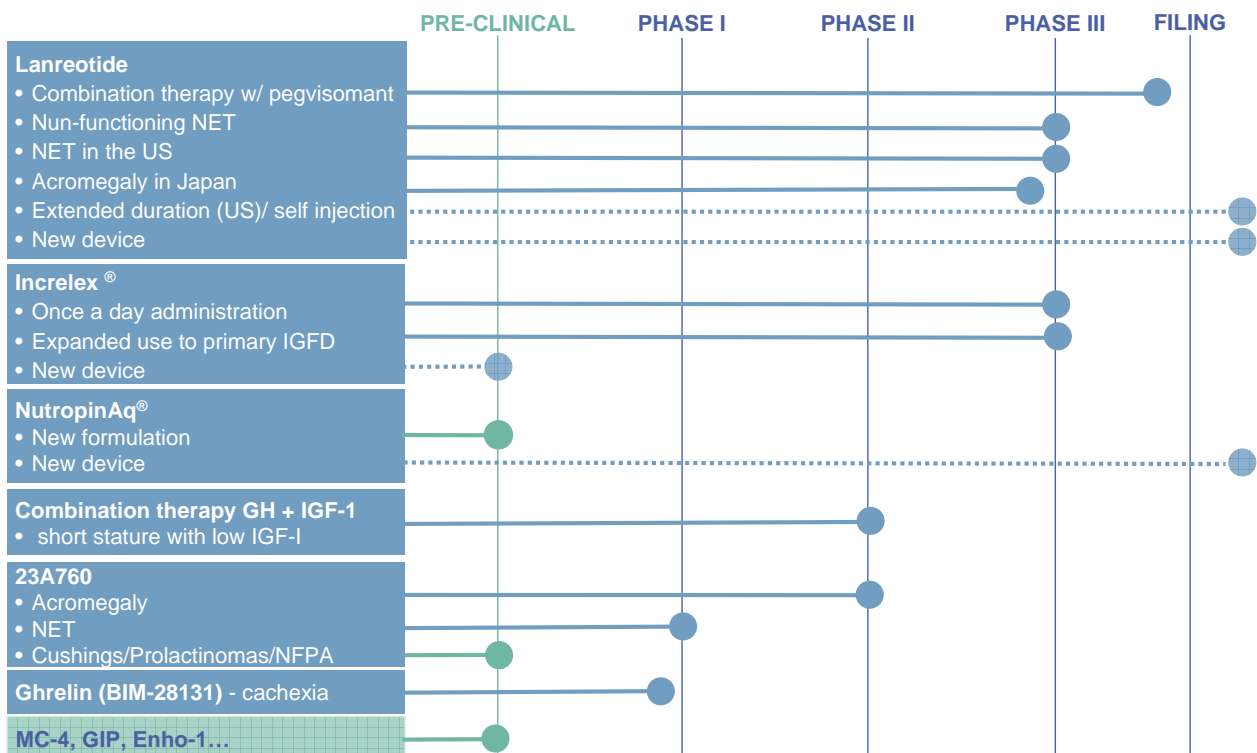 PRE-CLINICAL PHASE I PHASE II PHASE III FILING
Lanreotide
• Combination therapy w/ pegvisomant
• Nun-functioning NET
• NET in the US
• Acromegaly in Japan
• Extended duration (US)/ self injection
• New device
Increlex ®
• Once a day administration
• Expanded use to primary IGFD
• New device
NutropinAq®
• New formulation
• New device
Combination therapy GH + IGF-1
• short stature with low IGF-I
23A760
• Acromegaly
• NET
• Cushings/Prolactinomas/NFPA
Ghrelin (BIM-28131) - cachexia
MC-4, GIP, Enho-1…